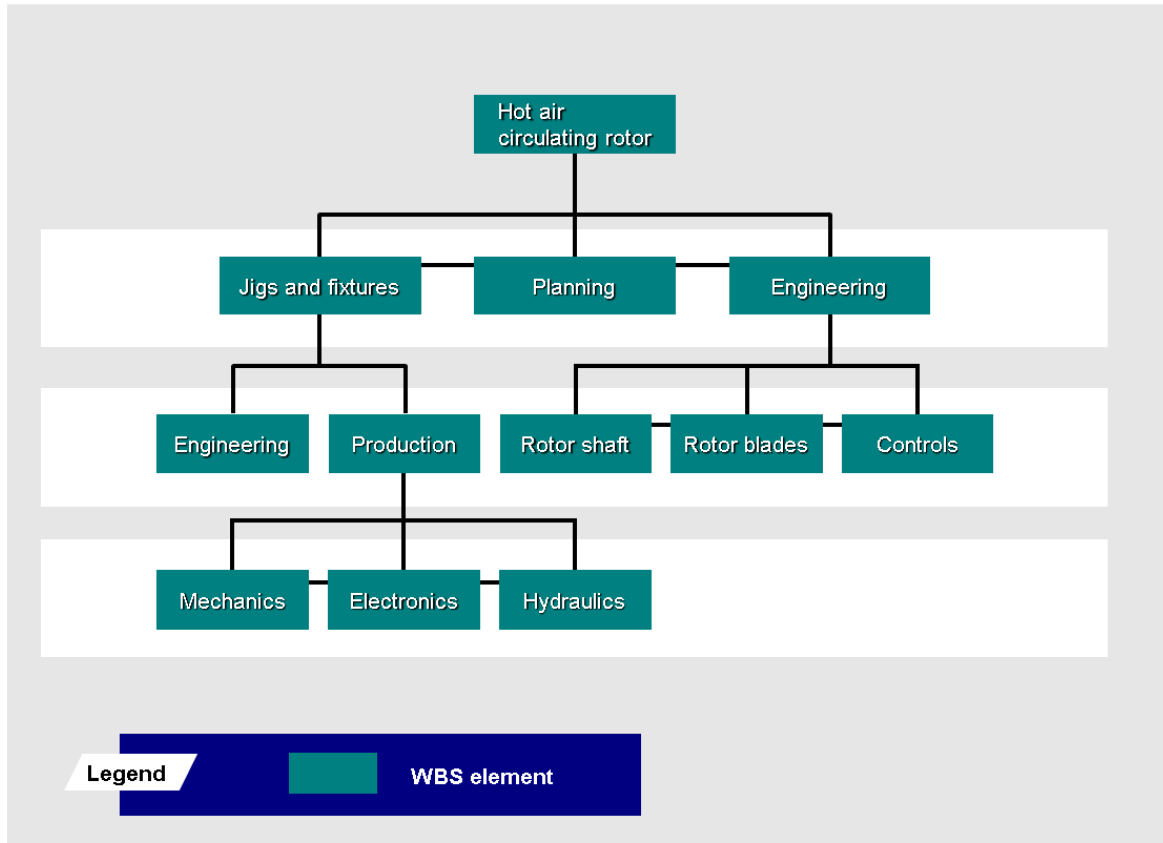 Hot air
circulating rotor
Jigs and fixtures
Planning
Engineering
Engineering
Production
Rotor shaft
Rotor blades
Controls
Mechanics
Electronics
Hydraulics
Legend
WBS element